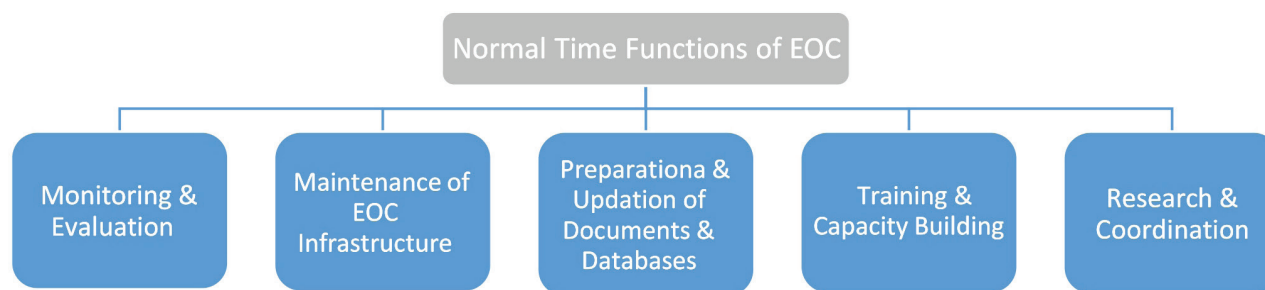 Normal Time Functions of EOC
Monitoring &
Evaluation
Maintenance of
EOC
Infrastructure
Preparationa &
Updation of
Documents &
Databases
Training &
Capacity Building
Research &
Coordination